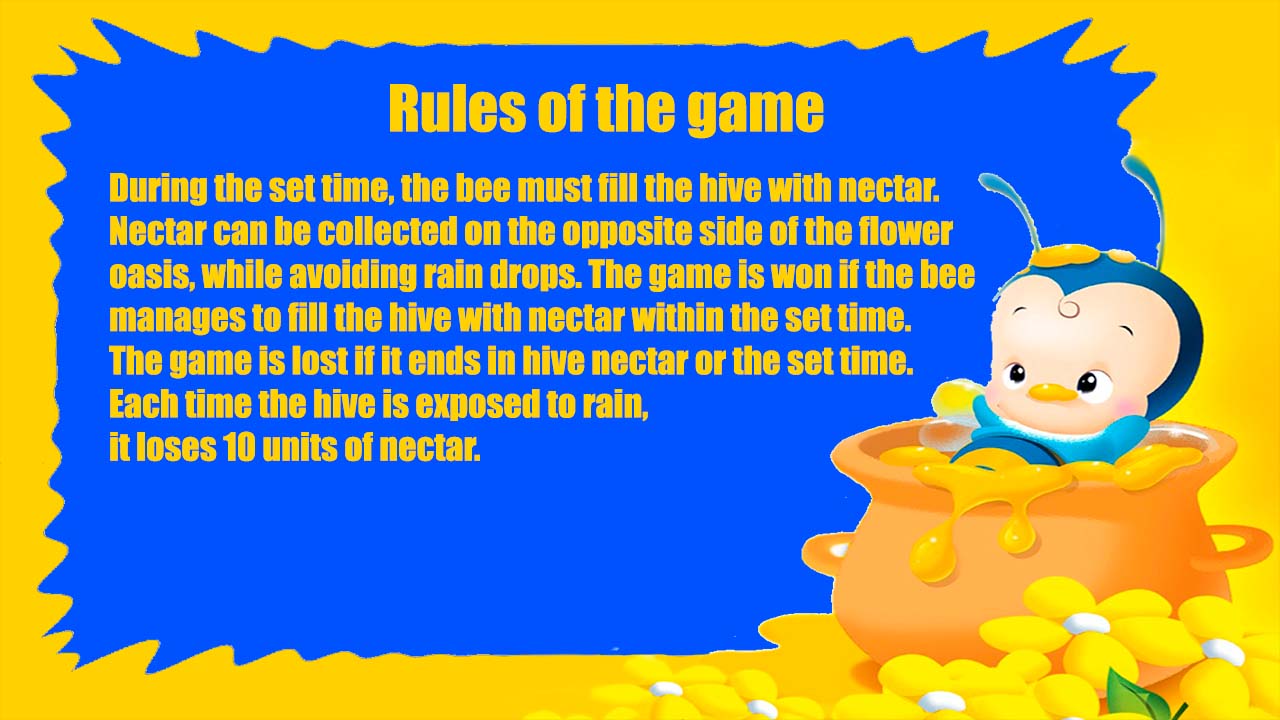 Rules of the game
During the set time, the bee must fill the hive with nectar.
Nectar can be collected on the opposite side of the flower
oasis, while avoiding rain drops. The game is won if the bee
manages to fill the hive with nectar within the set time.
The game is lost if it ends in hive nectar or the set time.
Each time the hive is exposed to rain,
it loses 10 units of nectar.